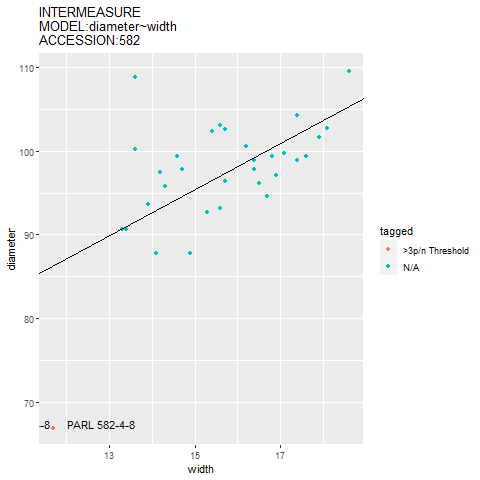 INTERMEASURE
MODEL:diameter~width
ACCESSION:582
110
100
90
80
70
diameter
-8
PARL 582-4-8
13
15
17
width
tagged
>3p/n Threshold
N/A